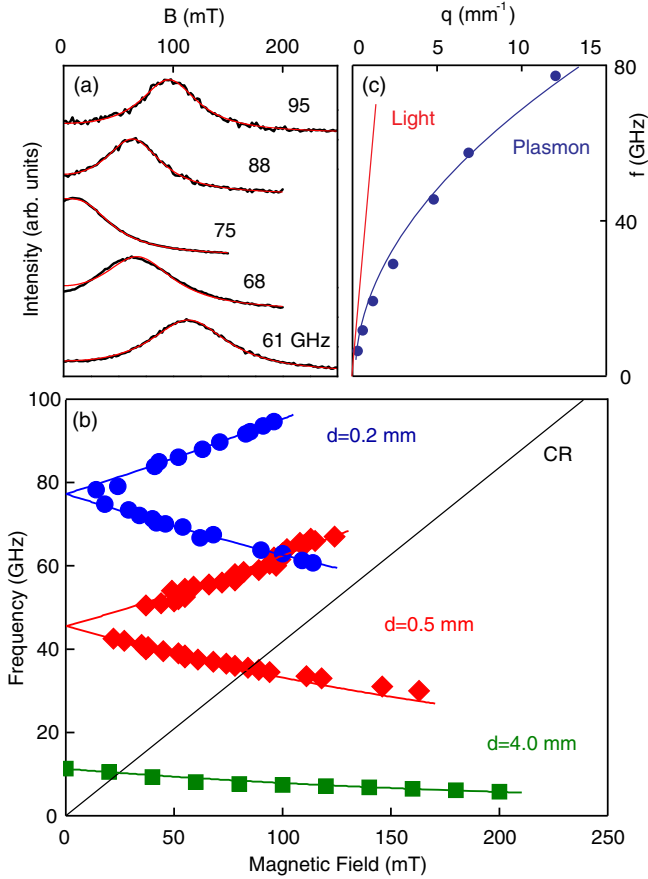 B (mT)
0 100 200
(a)
95
88
75
68
61 GHz
Intensity (arb. units)
q (mm⁻¹)
0 5 10 15
(c)
Light
Plasmon
80
40
0
f (GHz)
(b)
d=0.2 mm
CR
d=0.5 mm
d=4.0 mm
100
80
60
40
20
0
Frequency (GHz)
0 50 100 150 200 250
Magnetic Field (mT)